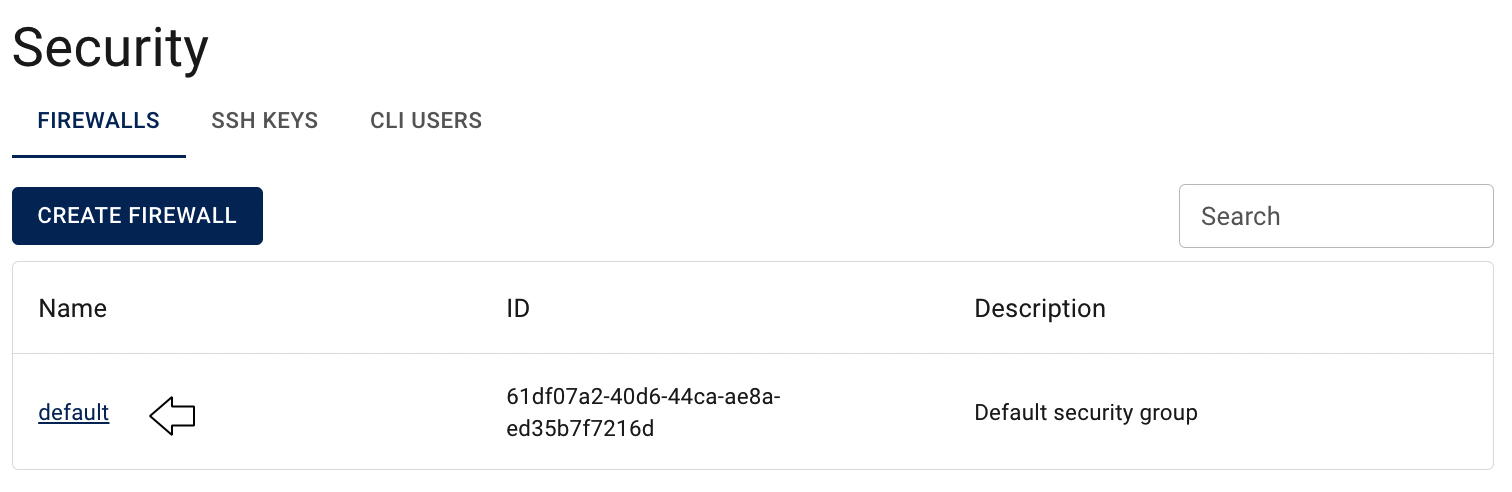 Security
FIREWALLS SSH KEYS CLI USERS
CREATE FIREWALL
Search
Name ID Description
default 61df07a2-40d6-44ca-ae8a-
ed35b7f7216d
Default security group